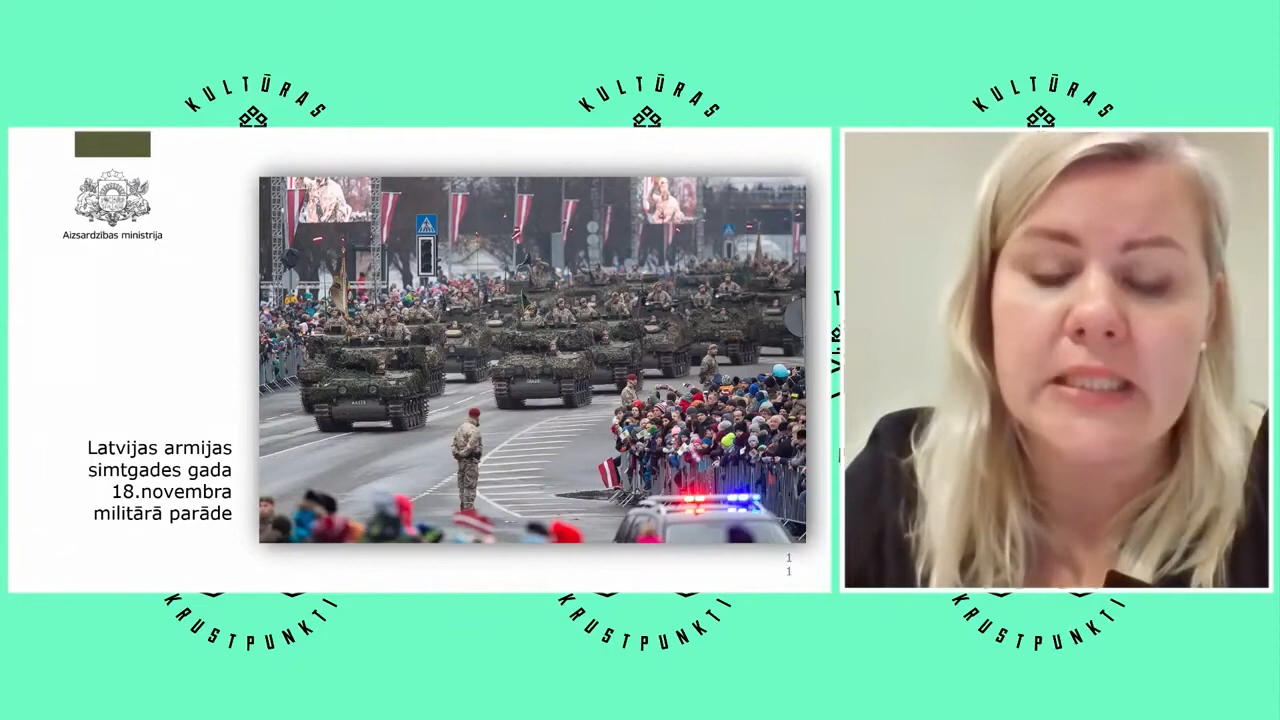 KULTŪRAS
KULTŪRAS
KULTŪRAS
Aizsardzības ministrija
Latvijas armijas
simtgades gada
18.novembra
militārā parāde
1
1
KRUSTPUNKTI
KRUSTPUNKTI
KRUSTPUNKTI